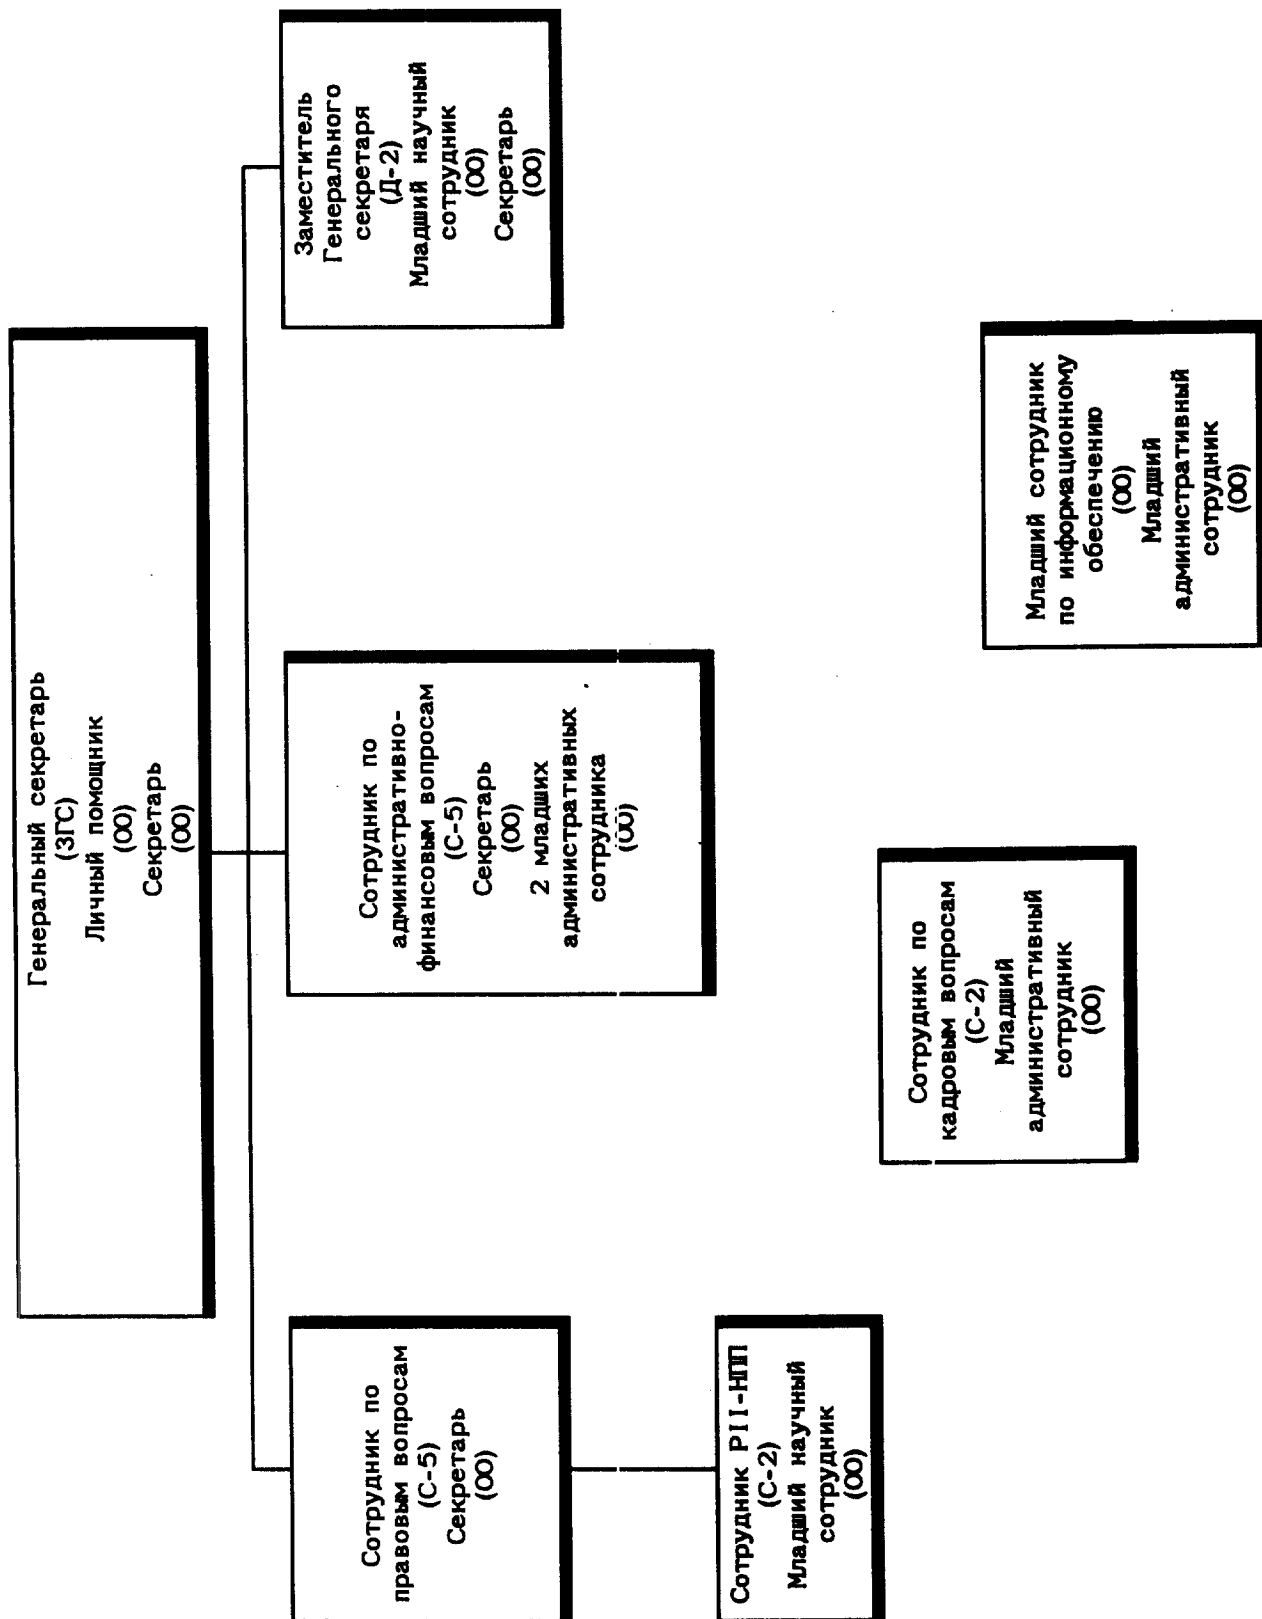 Генеральный секретарь
(ЗГС)
Личный помощник
(ОО)
Секретарь
(ОО)
Сотрудник по
правовым вопросам
(С-5)
Секретарь
(ОО)
Сотрудник по
административно-
финансовым вопросам
(С-5)
Секретарь
(ОО)
2 младших
административных
сотрудника
(ОО)
Заместитель
Генерального
секретаря
(Д-2)
Младший научный
сотрудник
(ОО)
Секретарь
(ОО)
Сотрудник PII-НПП
(С-2)
Младший научный
сотрудник
(ОО)
Сотрудник по
кадровым вопросам
(С-2)
Младший
административный
сотрудник
(ОО)
Младший сотрудник
по информационному
обеспечению
(ОО)
Младший
административный
сотрудник
(ОО)